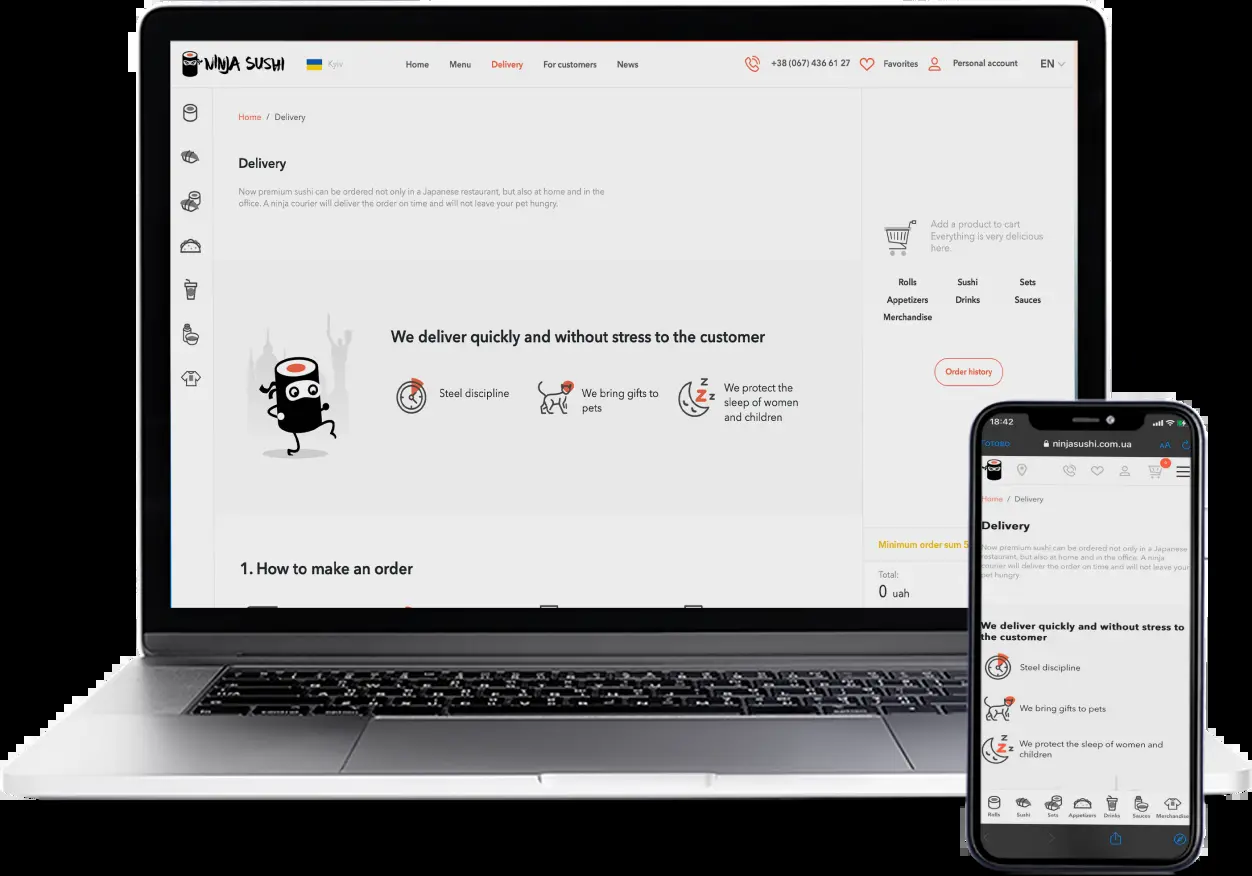 NINJA SUSHI
Kyiv
Home Menu Delivery For customers News
+38 (067) 436 61 27 Favorites Personal account EN
Home / Delivery
Delivery
Now premium sushi can be ordered not only in a Japanese restaurant, but also at home and in the
office. A ninja courier will deliver the order on time and will not leave your pet hungry.
We deliver quickly and without stress to the customer
Steel discipline
We bring gifts to
pets
We protect the
sleep of women
and children
z
z
z
1. How to make an order
Add a product to cart
Everything is very delicious
here.
Rolls Sushi Sets
Appetizers Drinks Sauces
Merchandise
Order history
Minimum order sum 5
Total:
0 uah
18:42
Готово
ninjasushi.com.ua
AA
Home / Delivery
Delivery
Now premium sushi can be ordered not only in a Japanese
restaurant, but also at home and in the office. A ninja
courier will deliver the order on time and will not leave your
pet hungry.
We deliver quickly and without stress to
the customer
Steel discipline
We bring gifts to pets
We protect the sleep of women and
children
z
z
z
Rolls Sushi Sets Appetizers Drinks Sauces Merchandise